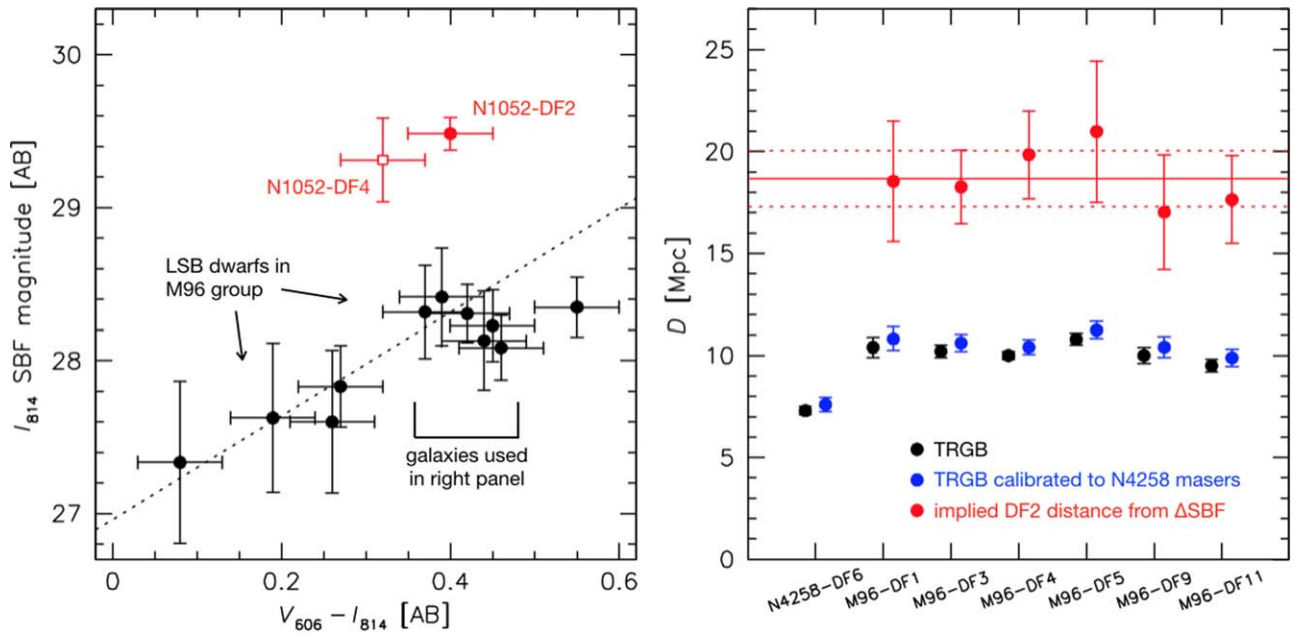 30
29
28
27
0
0.2
0.4
0.6
I₈₁₄ SBF magnitude [AB]
V₆₀₆ − I₈₁₄ [AB]
N1052-DF2
N1052-DF4
LSB dwarfs in
M96 group
galaxies used
in right panel
25
20
15
10
5
0
D [Mpc]
TRGB
TRGB calibrated to N4258 masers
implied DF2 distance from ΔSBF
N4258−DF6
M96−DF1
M96−DF3
M96−DF4
M96−DF5
M96−DF9
M96−DF11